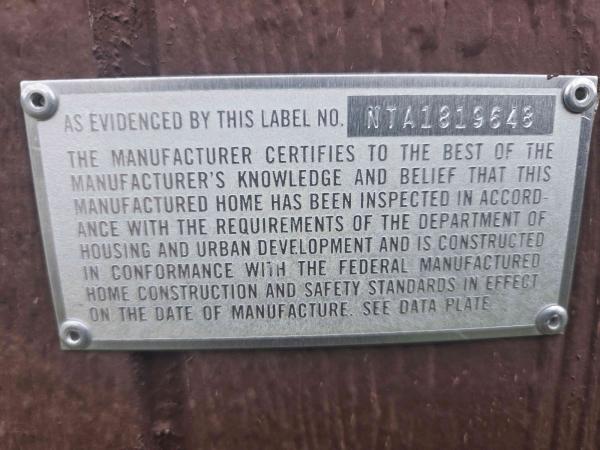 AS EVIDENCED BY THIS LABEL NO. NTA1819648
THE MANUFACTURER CERTIFIES TO THE BEST OF THE
MANUFACTURER'S KNOWLEDGE AND BELIEF THAT THIS
MANUFACTURED HOME HAS BEEN INSPECTED IN ACCORD-
ANCE WITH THE REQUIREMENTS OF THE DEPARTMENT OF
HOUSING AND URBAN DEVELOPMENT AND IS CONSTRUCTED
IN CONFORMANCE WITH THE FEDERAL MANUFACTURED
HOME CONSTRUCTION AND SAFETY STANDARDS IN EFFECT
ON THE DATE OF MANUFACTURE. SEE DATA PLATE.